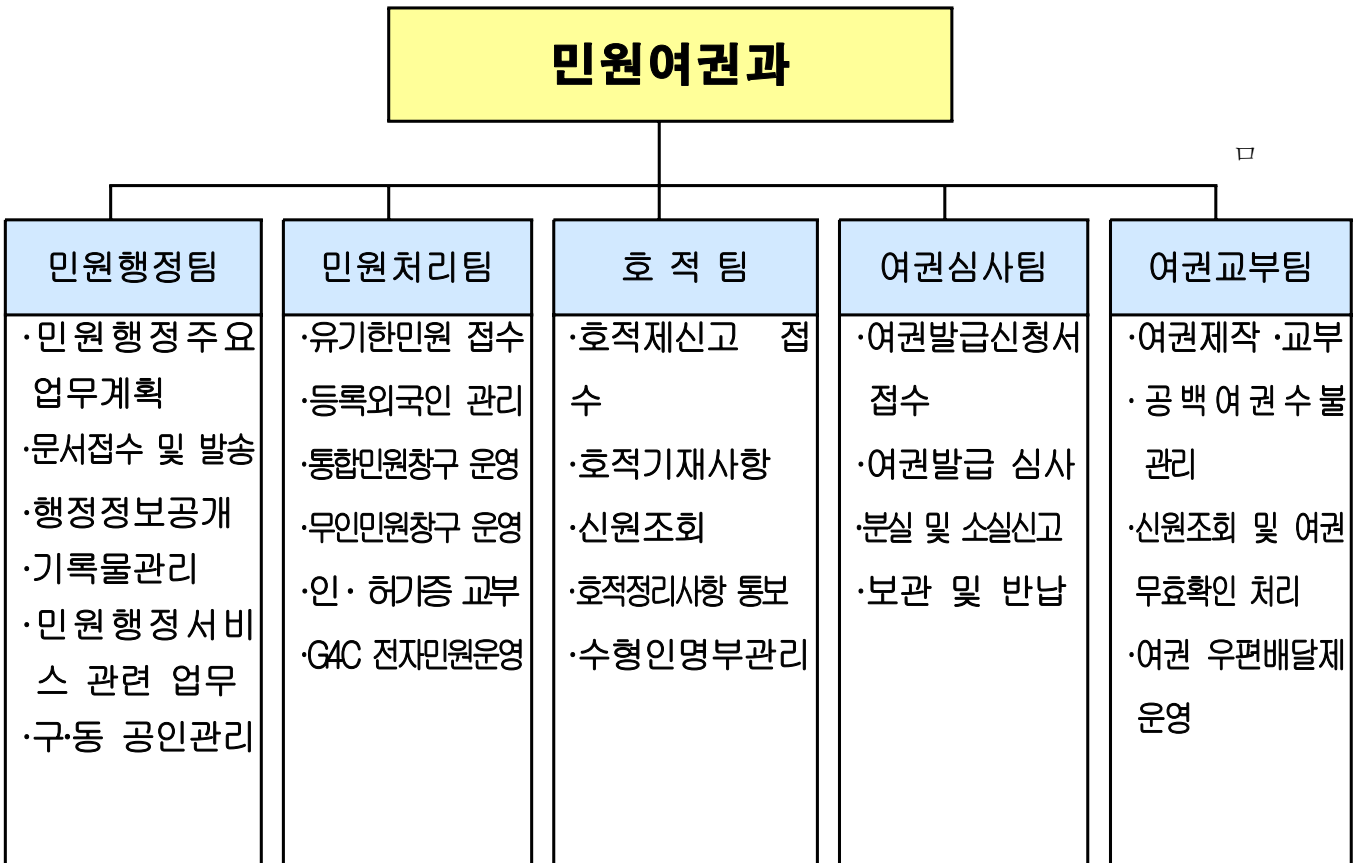 민원여권과
ㅁ
민원행정팀
·민원행정주요
업무계획
·문서접수 및 발송
·행정정보공개
·기록물관리
·민원행정서비
스 관련 업무
·구·동 공인관리
민원처리팀
·유기한민원 접수
·등록외국인 관리
·통합민원창구 운영
·무인민원창구 운영
·인· 허가증 교부
·G4C 전자민원운영
호 적 팀
·호적제신고 접
수
·호적기재사항
·신원조회
·호적정리사항 통보
·수형인명부관리
여권심사팀
·여권발급신청서
접수
·여권발급 심사
·분실 및 소실신고
·보관 및 반납
여권교부팀
·여권제작 ·교부
·공백여권수불
관리
·신원조회 및 여권
무효확인 처리
·여권 우편배달제
운영